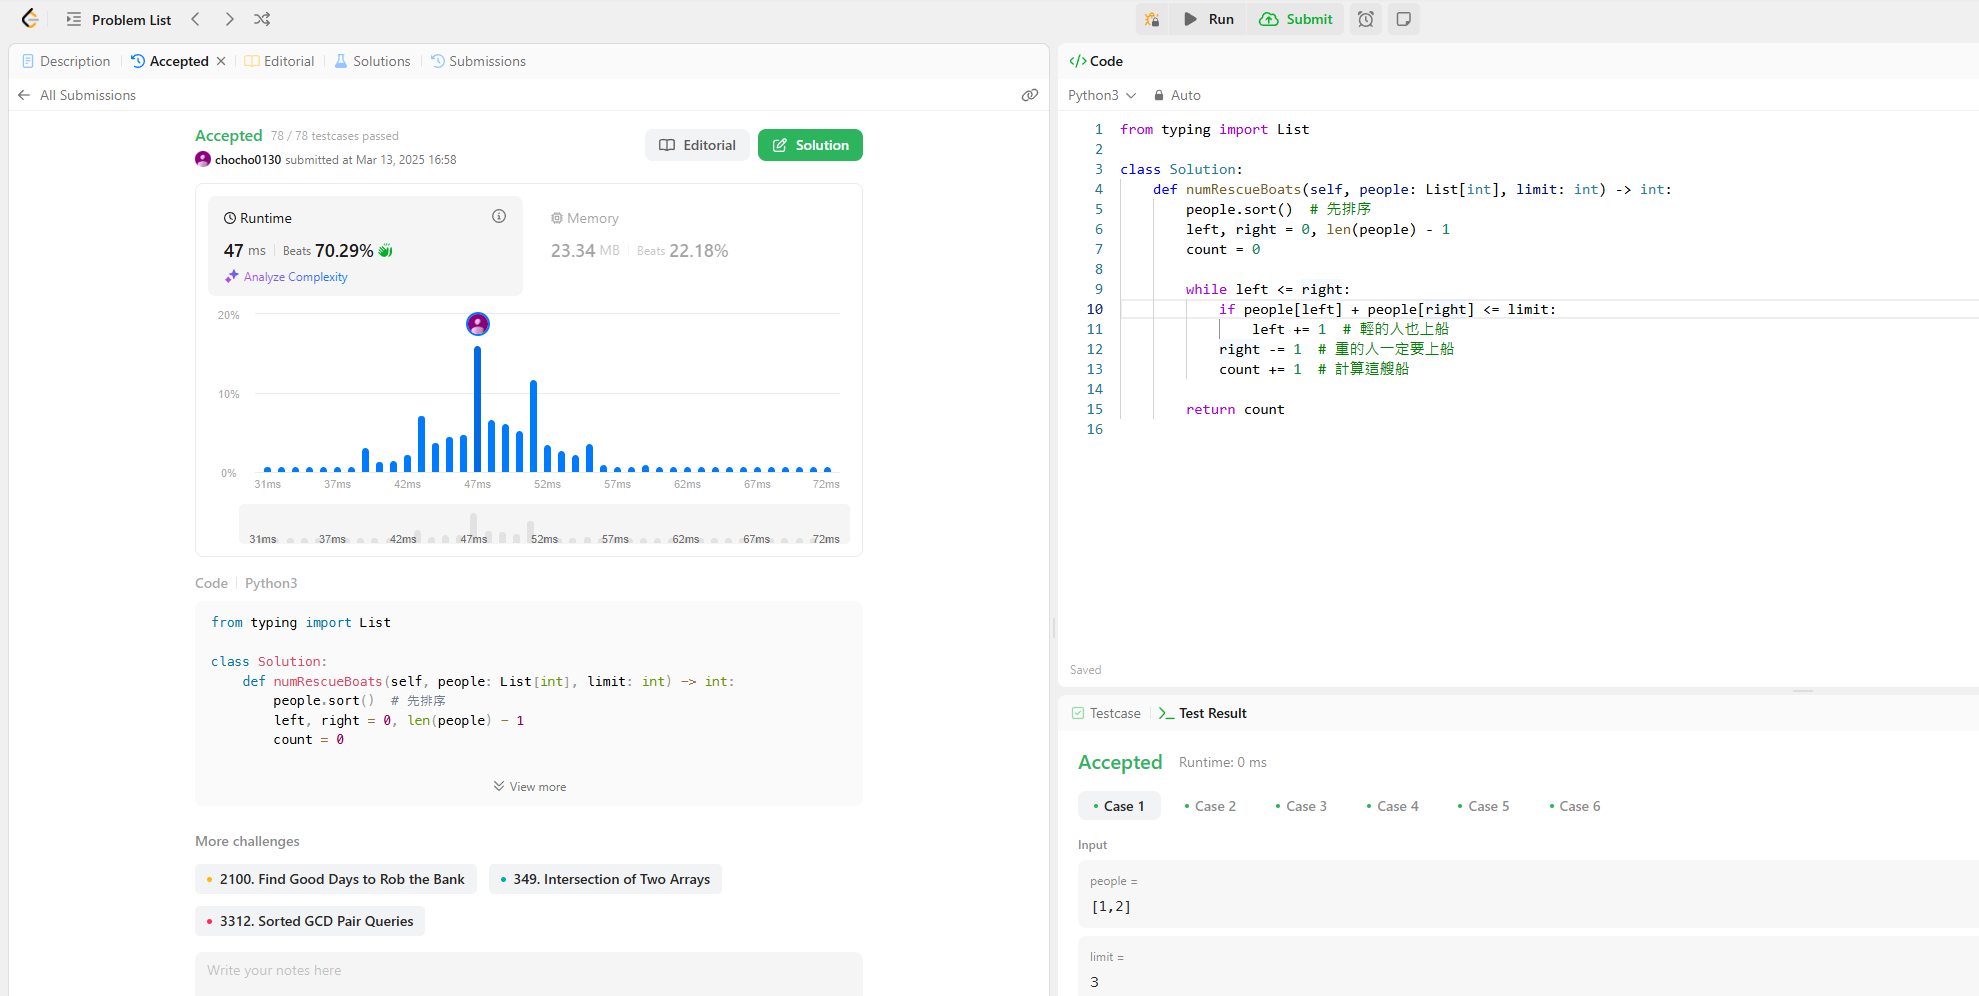 Problem List
Run
Submit
Description
Accepted
Editorial
Solutions
Submissions
All Submissions
Accepted 78 / 78 testcases passed
chocho0130 submitted at Mar 13, 2025 16:58
Editorial
Solution
Runtime
47 ms
Beats 70.29%
Analyze Complexity
Memory
23.34 MB
Beats 22.18%
20%
10%
0%
31ms 37ms 42ms 47ms 52ms 57ms 62ms 67ms 72ms
31ms 37ms 42ms 47ms 52ms 57ms 62ms 67ms 72ms
Code
Python3
from typing import List
class Solution:
    def numRescueBoats(self, people: List[int], limit: int) -> int:
        people.sort()  # 先排序
        left, right = 0, len(people) - 1
        count = 0
View more
More challenges
2100. Find Good Days to Rob the Bank
349. Intersection of Two Arrays
3312. Sorted GCD Pair Queries
Write your notes here
</> Code
Python3
Auto
1 from typing import List
2
3 class Solution:
4     def numRescueBoats(self, people: List[int], limit: int) -> int:
5         people.sort()  # 先排序
6         left, right = 0, len(people) - 1
7         count = 0
8
9         while left <= right:
10             if people[left] + people[right] <= limit:
11                 left += 1  # 輕的人也上船
12             right -= 1  # 重的人一定要上船
13             count += 1  # 計算這艘船
14
15         return count
16
Saved
Testcase
Test Result
Accepted
Runtime: 0 ms
Case 1
Case 2
Case 3
Case 4
Case 5
Case 6
Input
people =
[1,2]
limit =
3